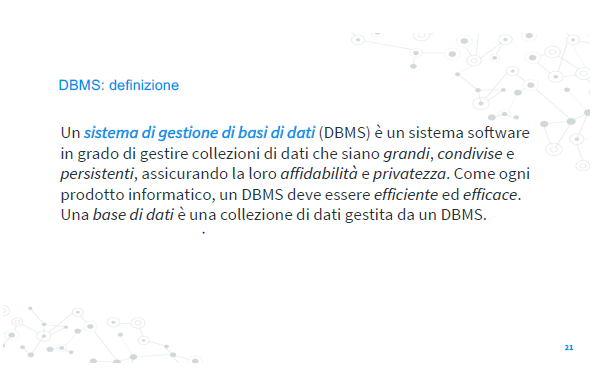 DBMS: definizione
Un sistema di gestione di basi di dati (DBMS) è un sistema software
in grado di gestire collezioni di dati che siano grandi, condivise e
persistenti, assicurando la loro affidabilità e privatezza. Come ogni
prodotto informatico, un DBMS deve essere efficiente ed efficace.
Una base di dati è una collezione di dati gestita da un DBMS.
.
21